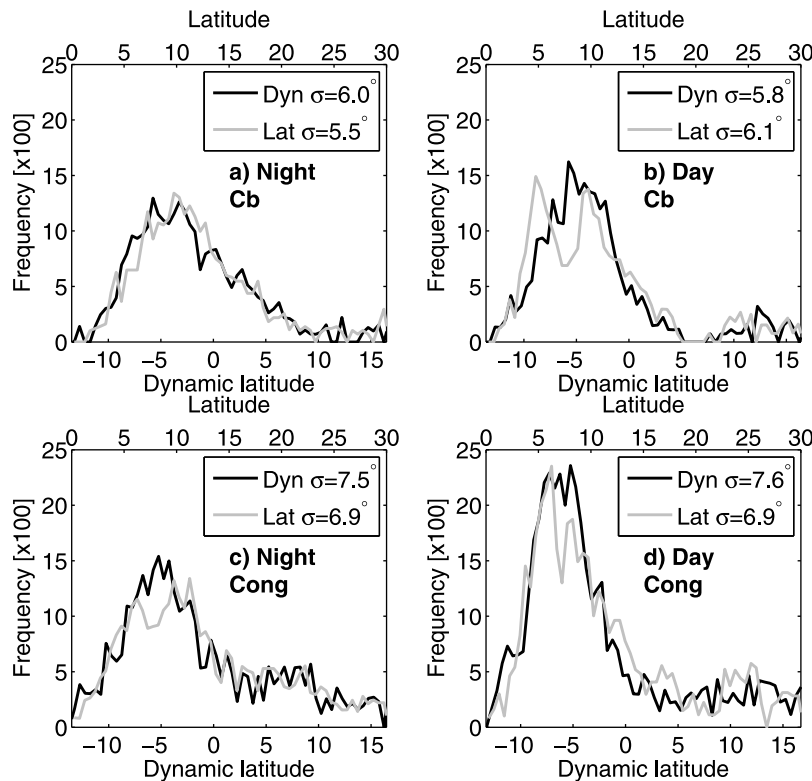 Latitude
0 5 10 15 20 25 30
Frequency [x100]
25
20
15
10
5
0
Dyn σ=6.0°
Lat σ=5.5°
a) Night
Cb
−10 −5 0 5 10 15
Dynamic latitude
Latitude
0 5 10 15 20 25 30
Frequency [x100]
25
20
15
10
5
0
Dyn σ=5.8°
Lat σ=6.1°
b) Day
Cb
−10 −5 0 5 10 15
Dynamic latitude
Latitude
0 5 10 15 20 25 30
Frequency [x100]
25
20
15
10
5
0
Dyn σ=7.5°
Lat σ=6.9°
c) Night
Cong
−10 −5 0 5 10 15
Dynamic latitude
Latitude
0 5 10 15 20 25 30
Frequency [x100]
25
20
15
10
5
0
Dyn σ=7.6°
Lat σ=6.9°
d) Day
Cong
−10 −5 0 5 10 15
Dynamic latitude